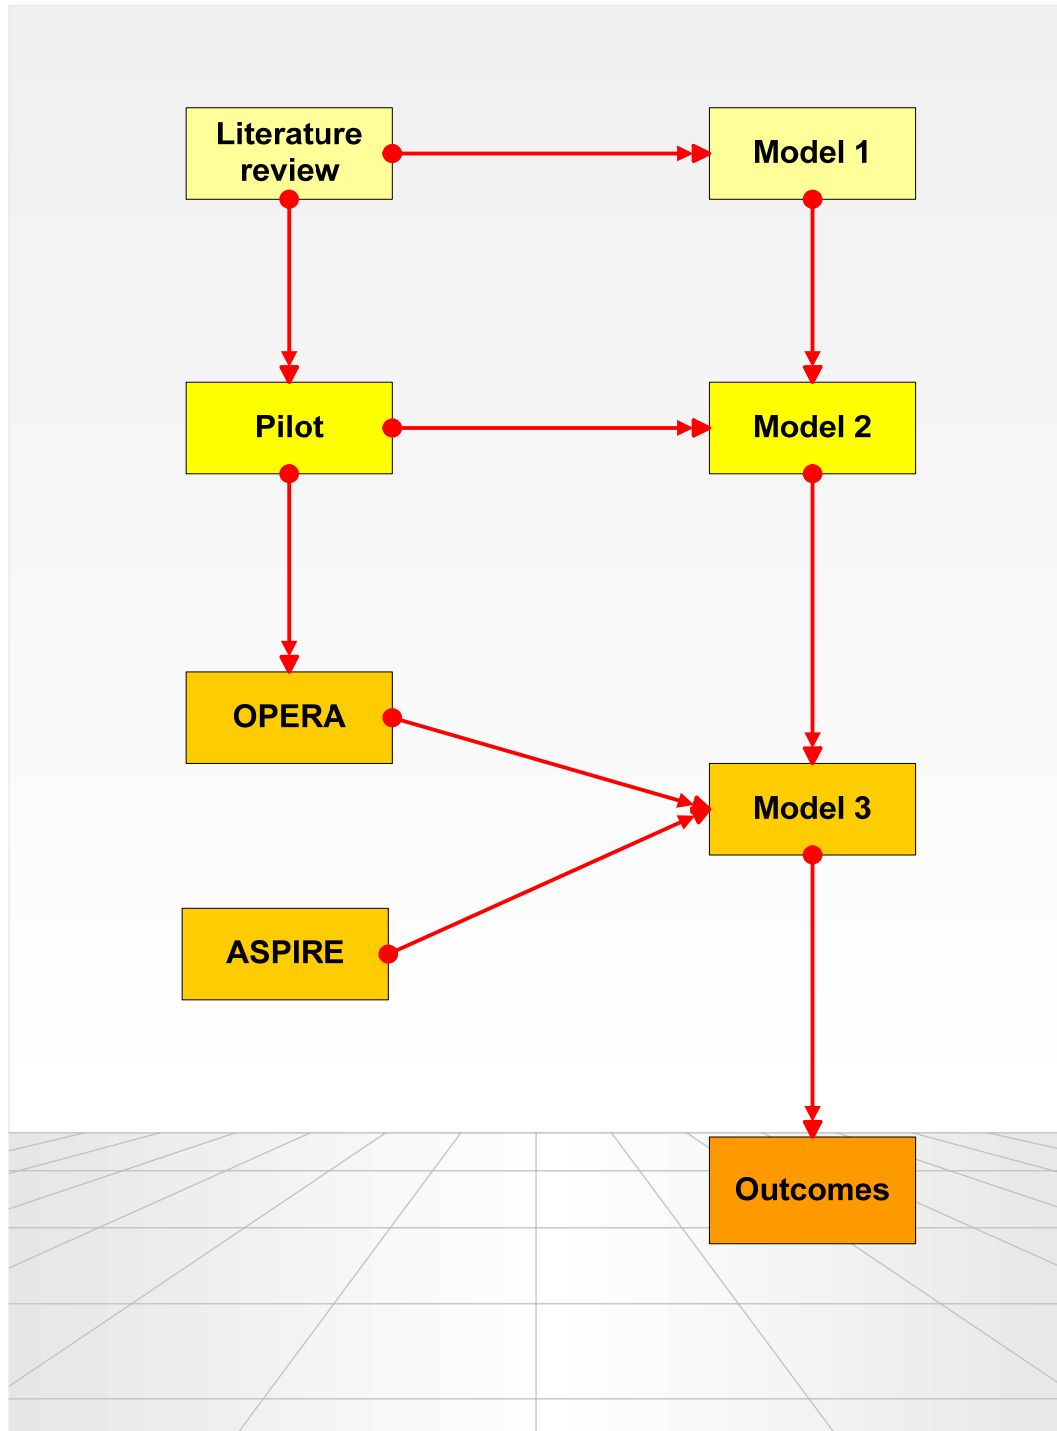 Literature
review
Model 1
Pilot
Model 2
OPERA
Model 3
ASPIRE
Outcomes